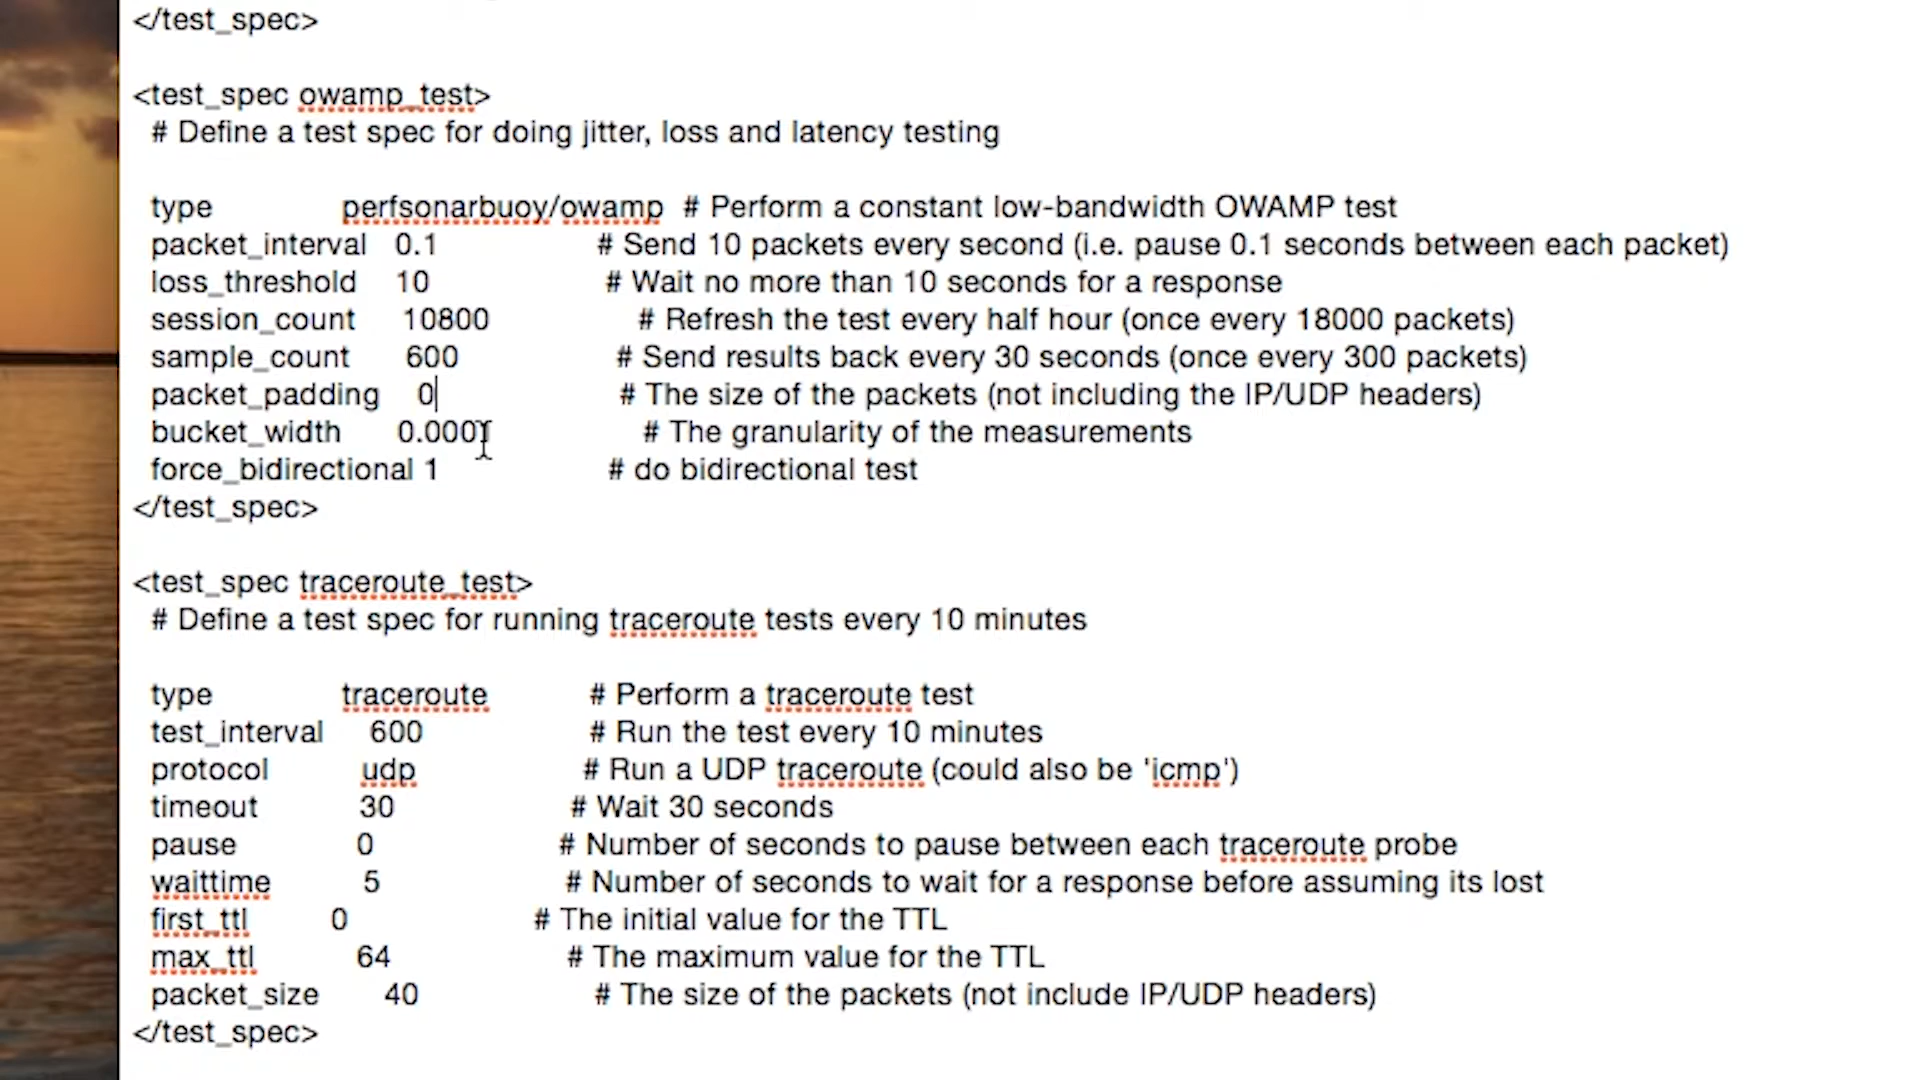 </test_spec>
<test_spec owamp_test>
# Define a test spec for doing jitter, loss and latency testing
type perfsonarbuoy/owamp # Perform a constant low-bandwidth OWAMP test
packet_interval 0.1 # Send 10 packets every second (i.e. pause 0.1 seconds between each packet)
loss_threshold 10 # Wait no more than 10 seconds for a response
session_count 10800 # Refresh the test every half hour (once every 18000 packets)
sample_count 600 # Send results back every 30 seconds (once every 300 packets)
packet_padding 0 # The size of the packets (not including the IP/UDP headers)
bucket_width 0.0001 # The granularity of the measurements
force_bidirectional 1 # do bidirectional test
</test_spec>
<test_spec traceroute_test>
# Define a test spec for running traceroute tests every 10 minutes
type traceroute # Perform a traceroute test
test_interval 600 # Run the test every 10 minutes
protocol udp # Run a UDP traceroute (could also be 'icmp')
timeout 30 # Wait 30 seconds
pause 0 # Number of seconds to pause between each traceroute probe
waittime 5 # Number of seconds to wait for a response before assuming its lost
first_ttl 0 # The initial value for the TTL
max_ttl 64 # The maximum value for the TTL
packet_size 40 # The size of the packets (not include IP/UDP headers)
</test_spec>